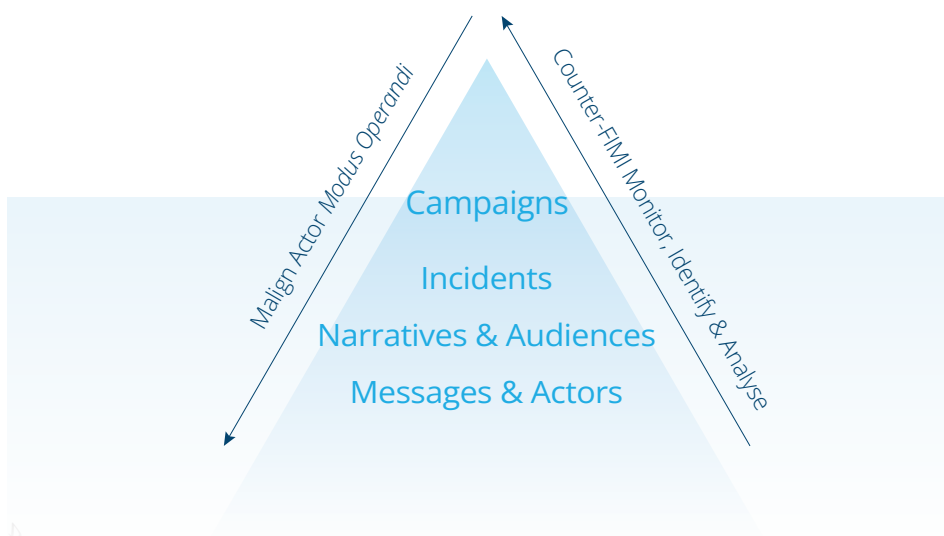 Malign Actor Modus Operandi
Counter-FIMI Monitor, Identify & Analyse
Campaigns
Incidents
Narratives & Audiences
Messages & Actors